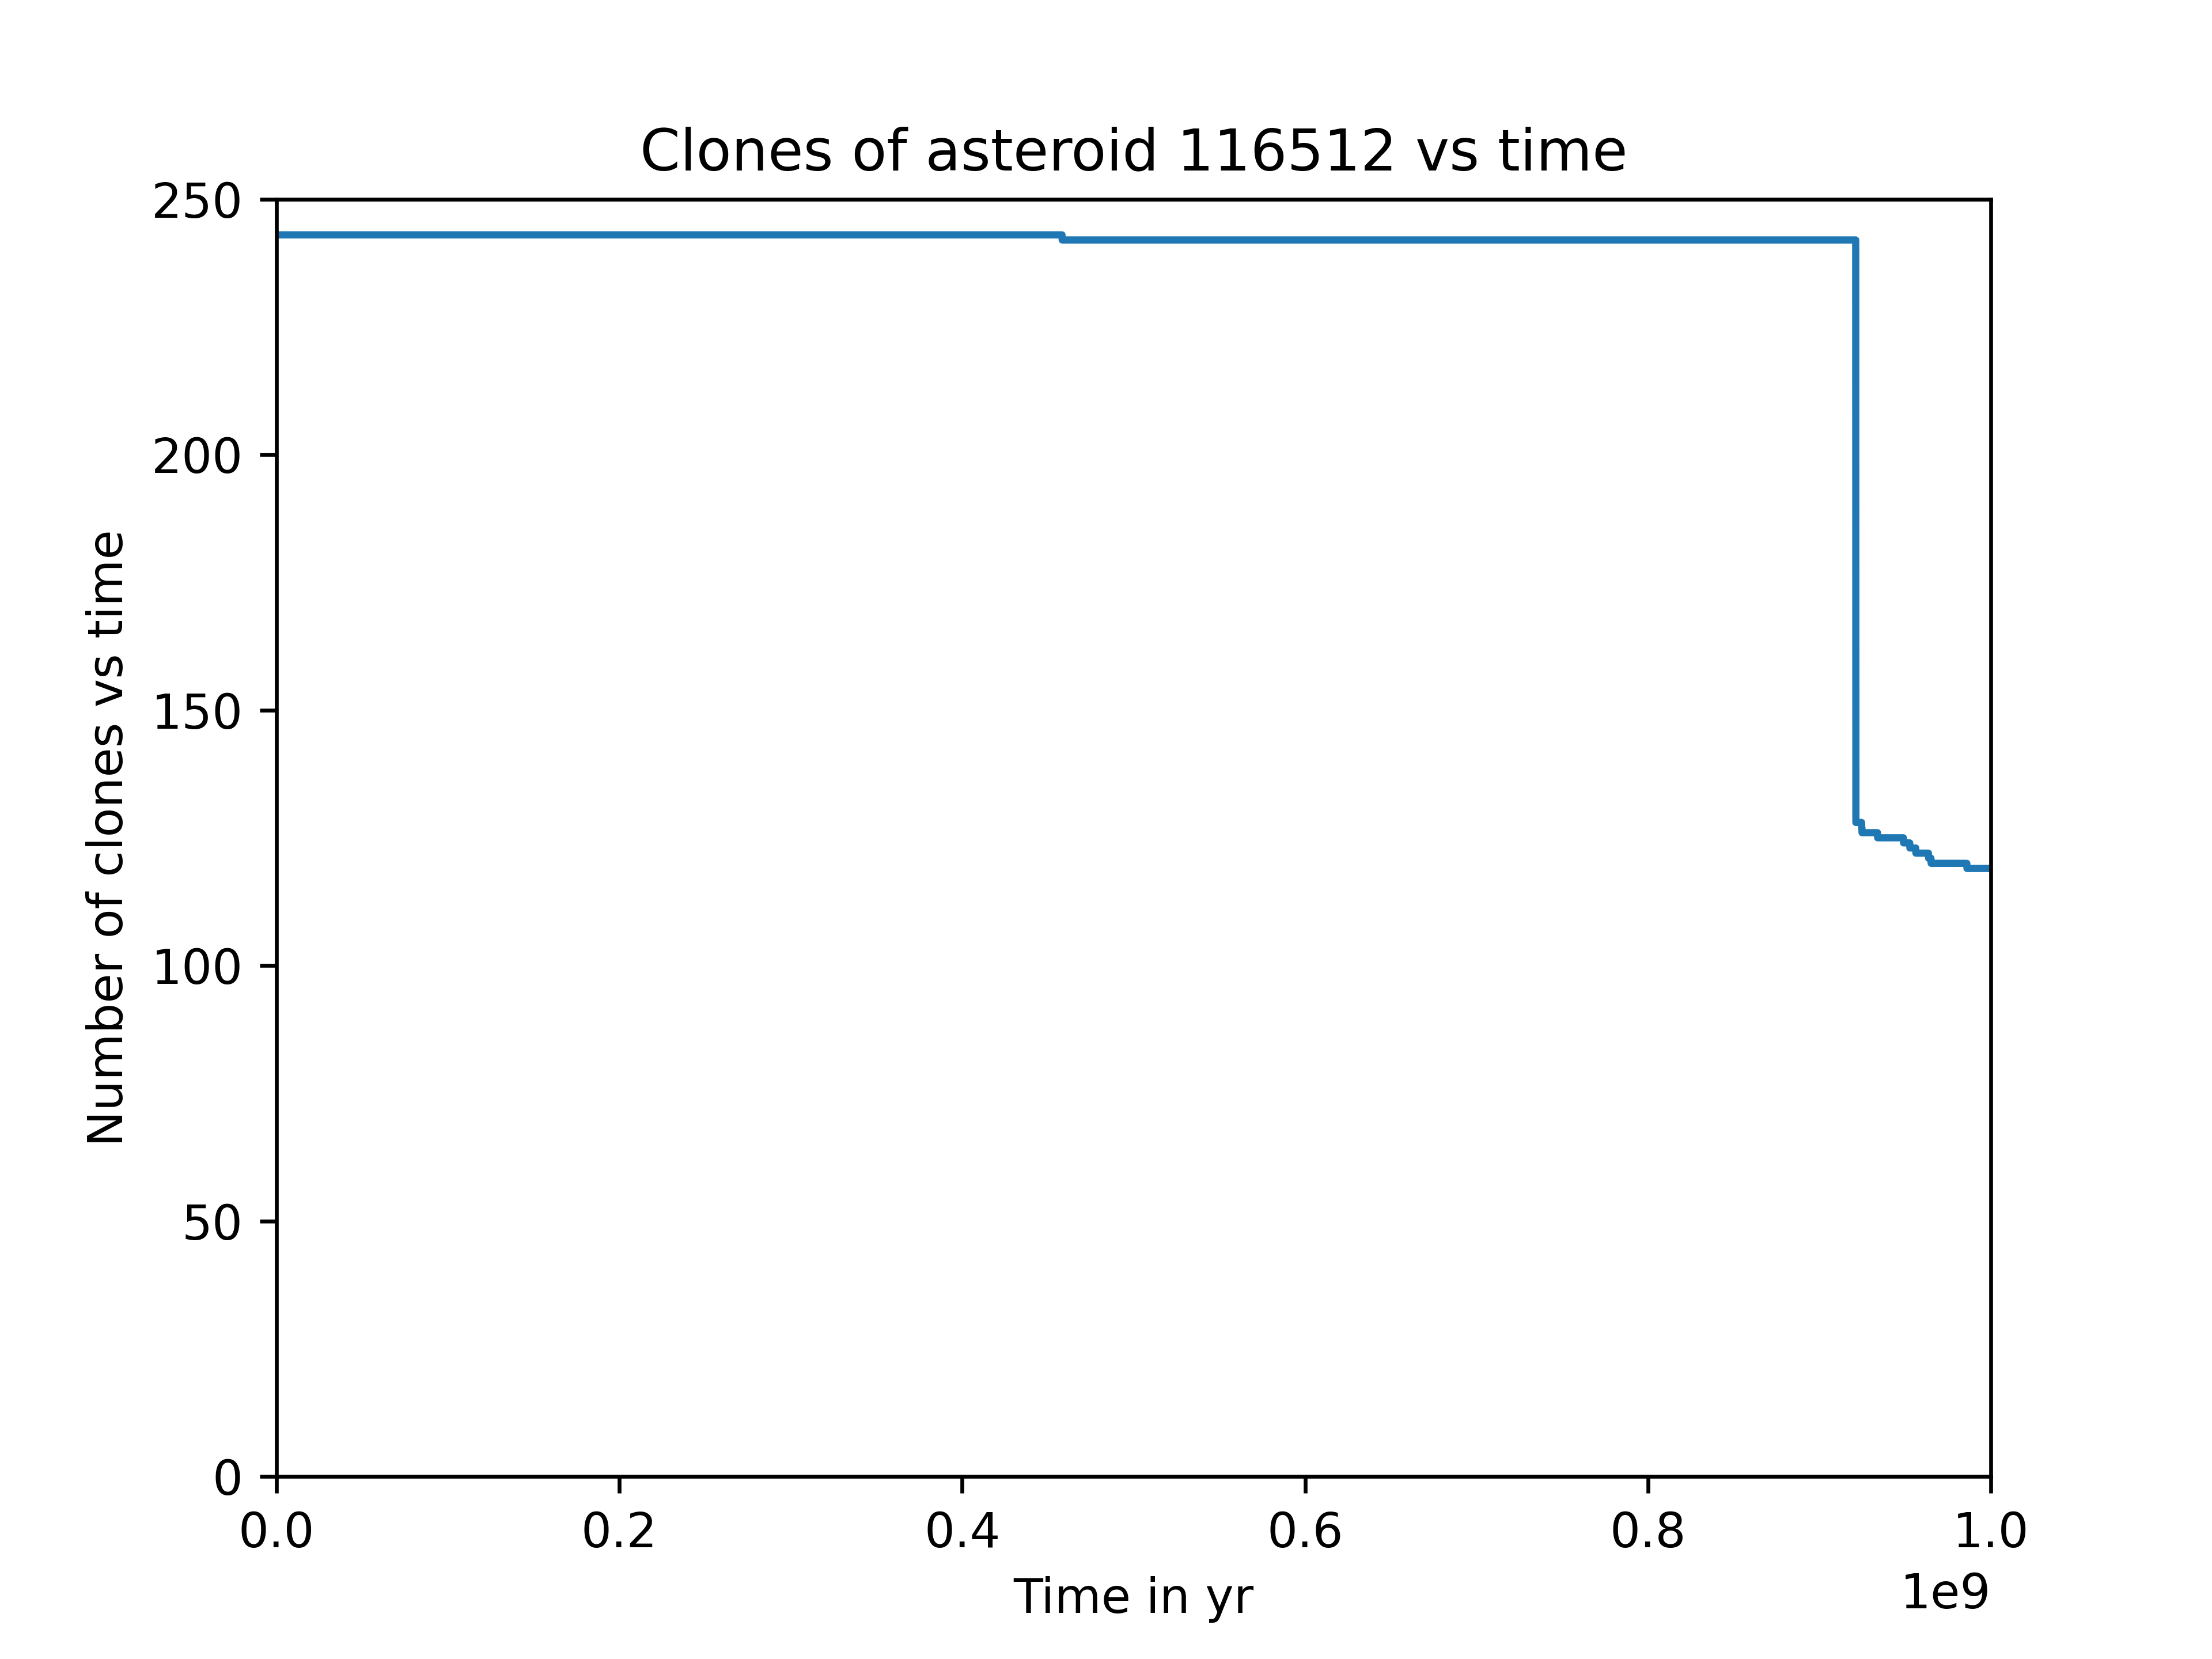 Clones of asteroid 116512 vs time
250
200
150
100
50
0
Number of clones vs time
0.0 0.2 0.4 0.6 0.8 1.0
1e9
Time in yr